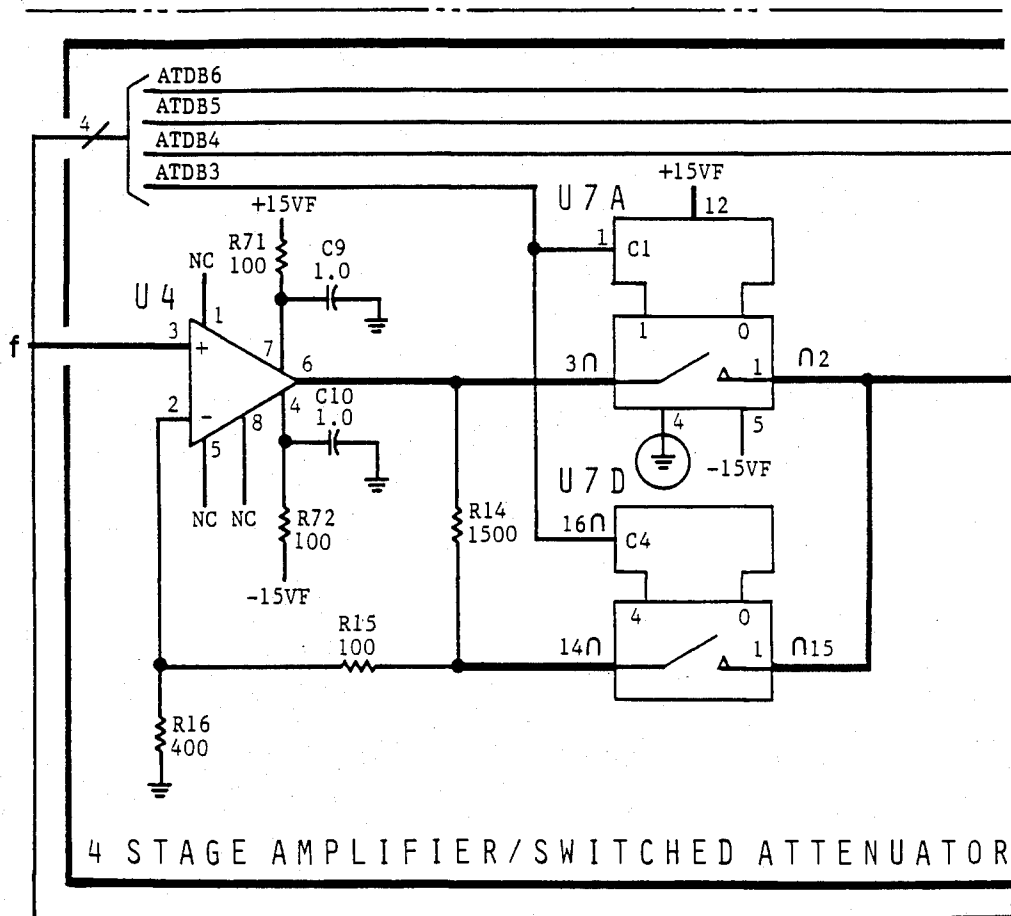 ATDB6
ATDB5
4
ATDB4
ATDB3
+15VF
+15VF
U7A
12
R71
100
C9
1.0
1
C1
NC
U4
1
1
0
f
3
+
7
6
3∩
1
∩2
2
-
4
C10
1.0
8
5
4
5
-15VF
U7D
NC
NC
R72
100
R14
1500
16∩
C4
-15VF
4
0
R15
100
14∩
1
∩15
R16
400
4 STAGE AMPLIFIER/SWITCHED ATTENUATOR